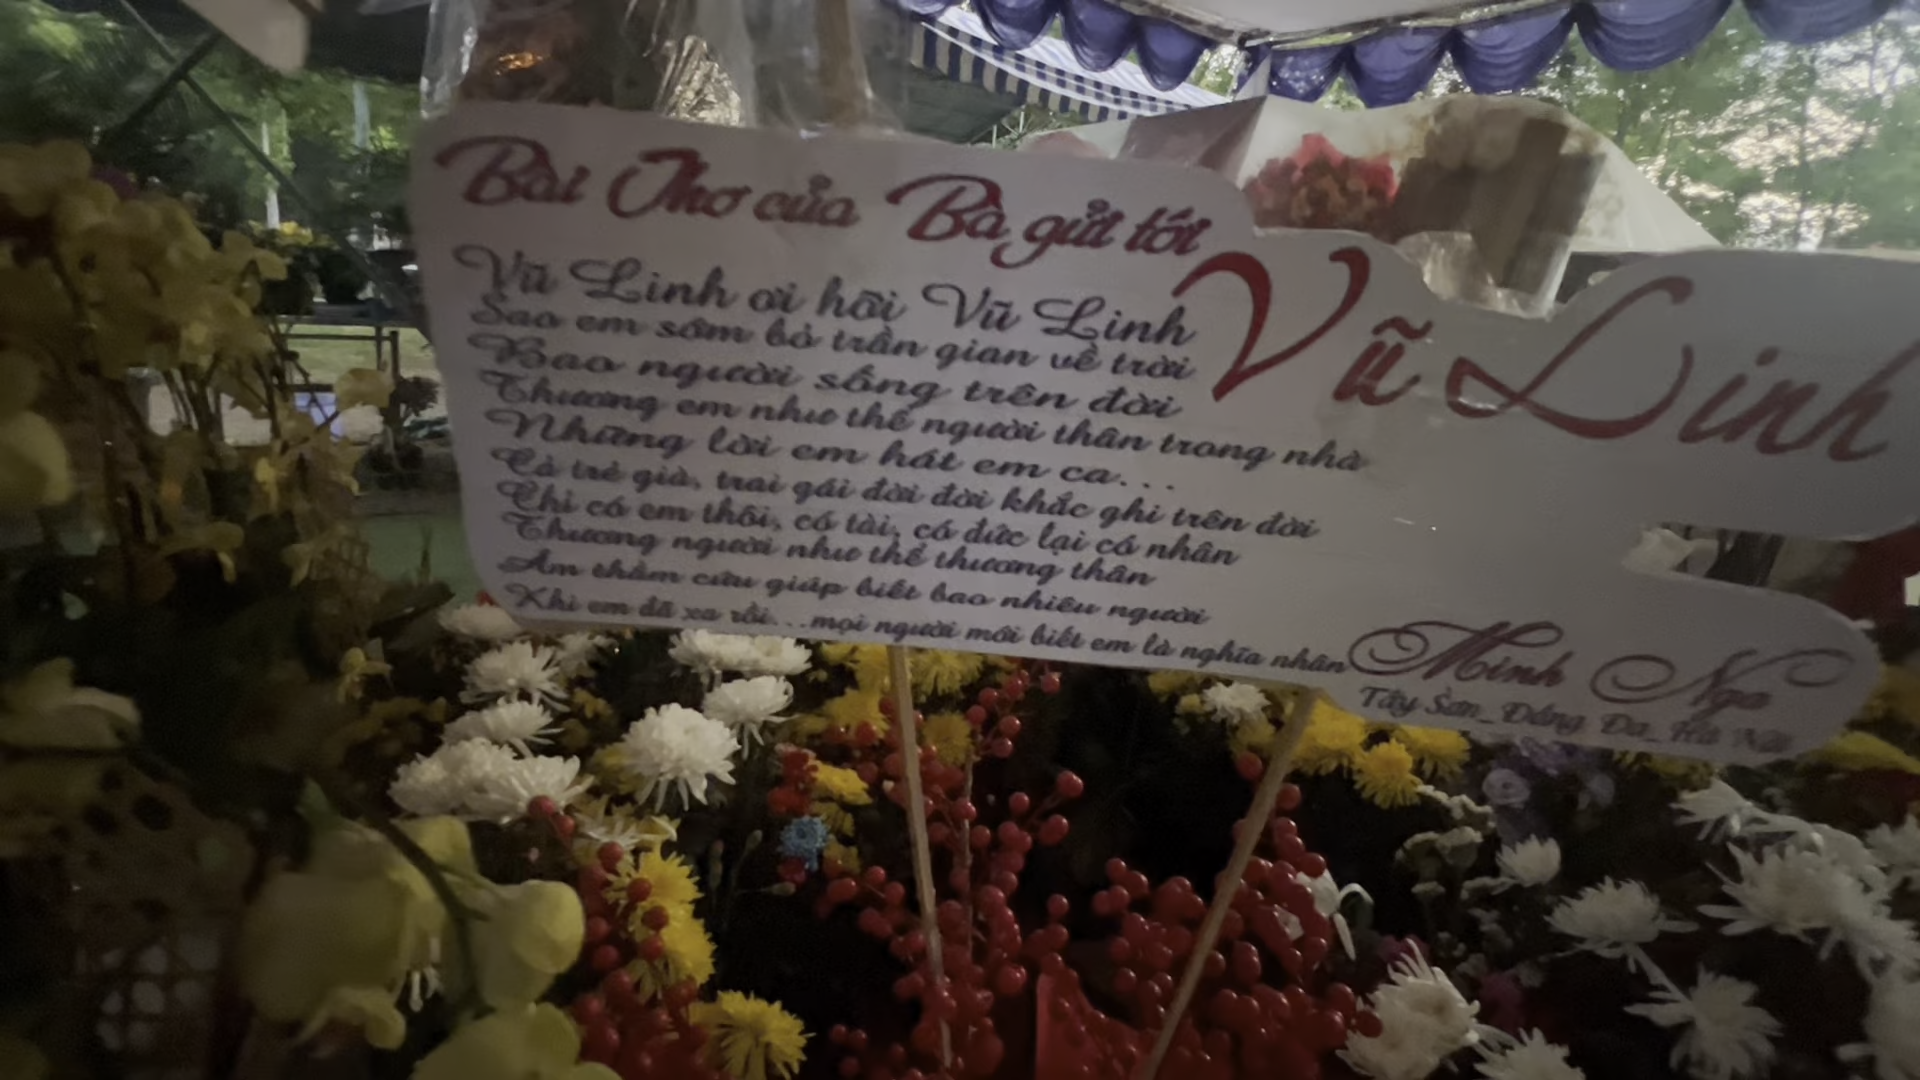 Bài Thơ của Bà gửi tới
Vũ Linh
Vũ Linh ơi hỡi Vũ Linh
Sao em sớm bỏ trần gian về trời
Bao người sống trên đời
Thương em như thể người thân trong nhà
Những lời em hát em ca...
Cả trẻ già, trai gái đời đời khắc ghi trên đời
Chỉ có em thôi, có tài, có đức lại có nhân
Thương người như thể thương thân
Âm thầm cứu giúp biết bao nhiêu người
Khi em đã xa rồi...mọi người mới biết em là nghĩa nhân
Minh Nga
Tây Sơn_Đống Đa_Hà Nội